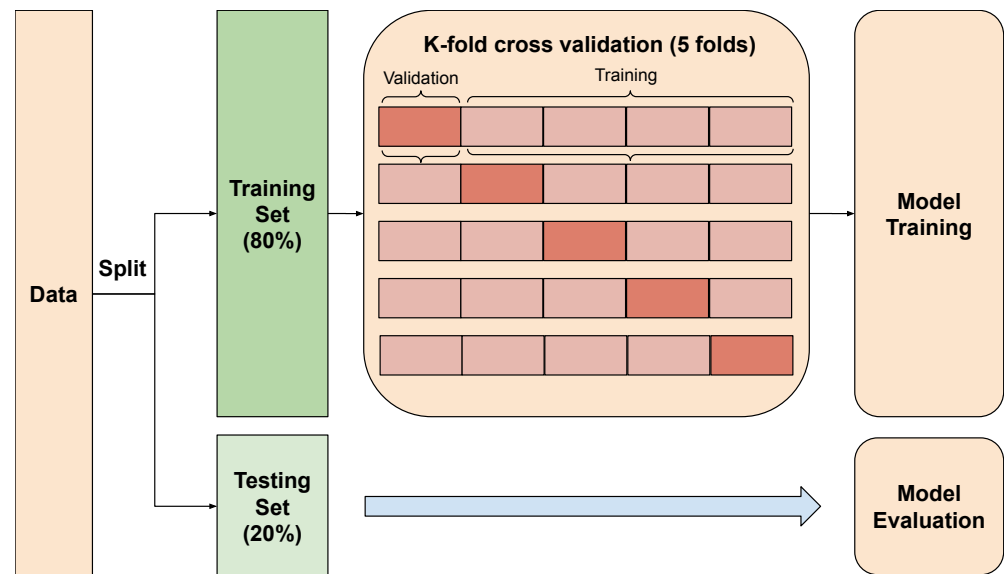 K-fold cross validation (5 folds)
Validation
Training
Training
Set
(80%)
Model
Training
Split
Data
Testing
Set
(20%)
Model
Evaluation